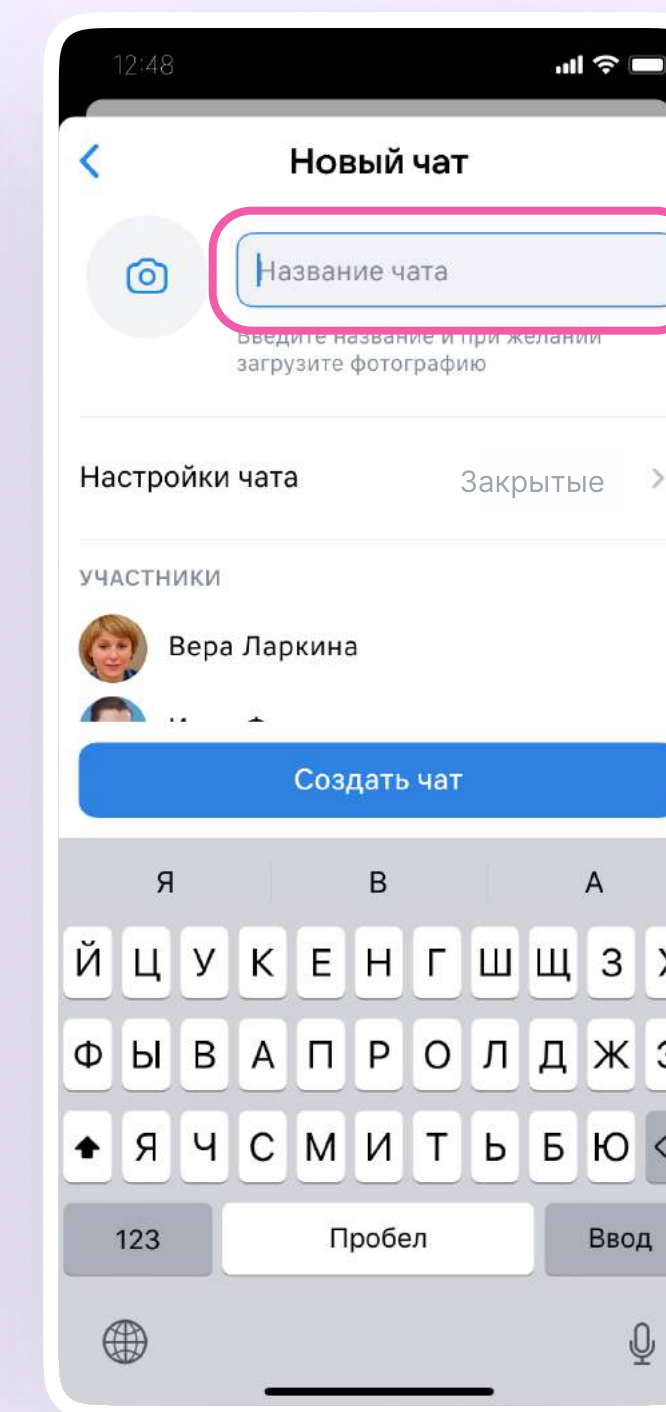 12:48
Новый чат
Название чата
Введите название и при желании
загрузите фотографию
Настройки чата
Закрытые
УЧАСТНИКИ
Вера Ларкина
Создать чат
Я В А
Й Ц У К Е Н Г Ш Щ З Х
Ф Ы В А П Р О Л Д Ж Э
Я Ч С М И Т Ь Б Ю
123 Пробел Ввод